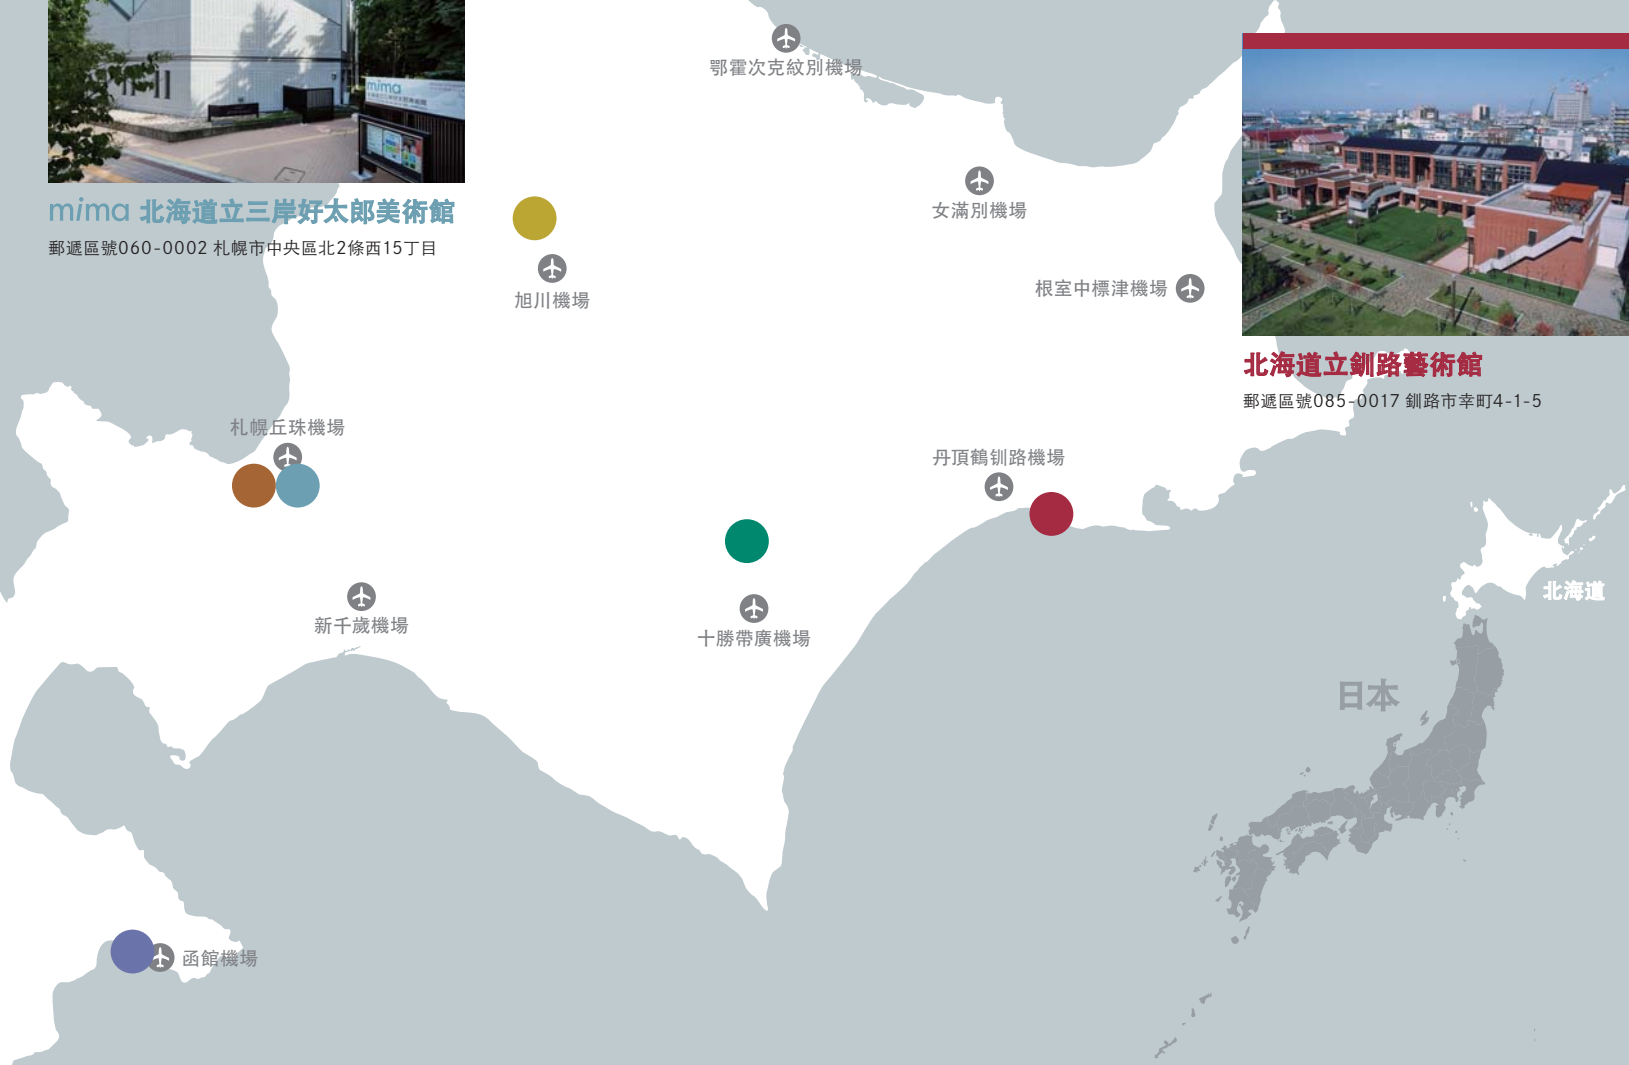 mima
鄂霍次克紋別機場
mima 北海道立三岸好太郎美術館
郵遞區號060-0002 札幌市中央區北2條西15丁目
女滿別機場
旭川機場
根室中標津機場
北海道立釧路藝術館
郵遞區號085-0017 釧路市幸町4-1-5
札幌丘珠機場
丹頂鶴钏路機場
北海道
新千歲機場
十勝帶廣機場
日本
函館機場